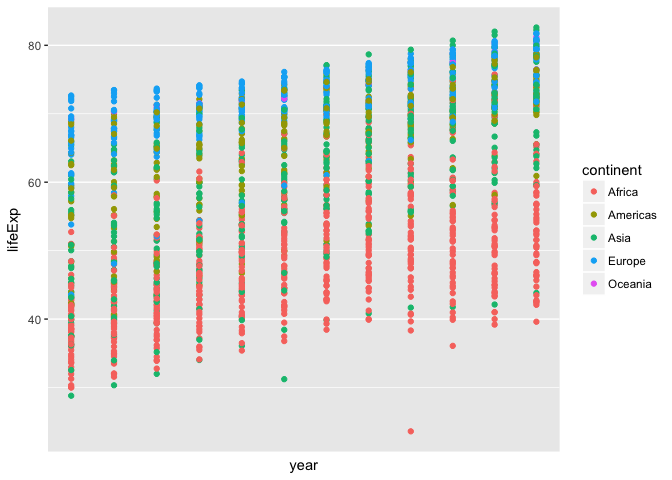 80
60
40
lifeExp
year
continent
Africa
Americas
Asia
Europe
Oceania